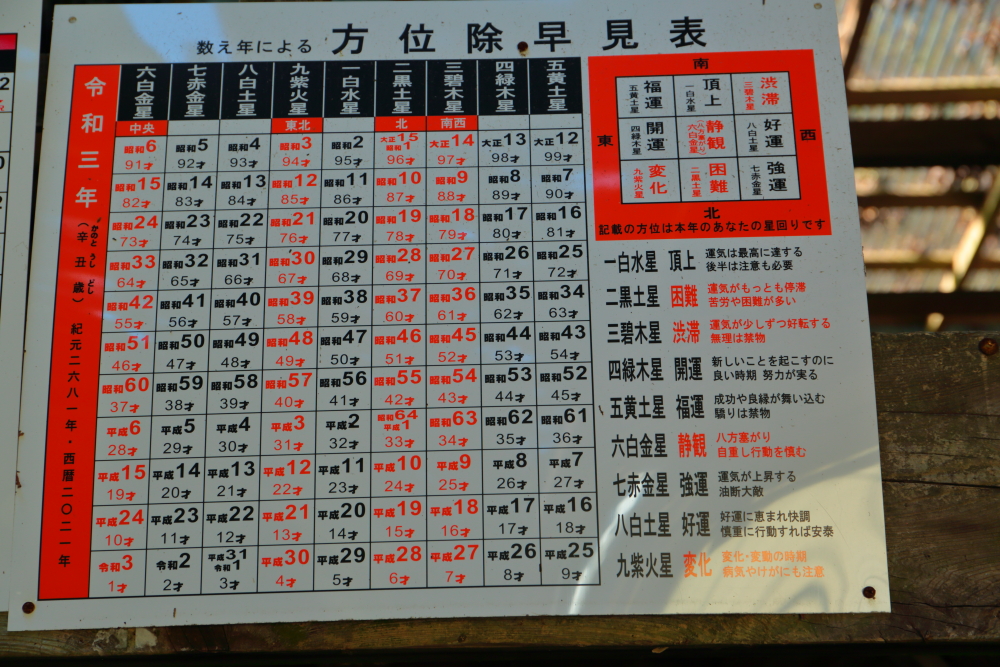 数え年による 方位除早見表
令和三年
（辛丑歳）
かのと うし どし
紀元二六八一年・西暦二〇二一年
六白金星 七赤金星 八白土星 九紫火星 一白水星 二黒土星 三碧木星 四緑木星 五黄土星
中央 東北 北 南西
昭和6 昭和5 昭和4 昭和3 昭和2 大正15 昭和1 大正14 大正13 大正12
91才 92才 93才 94才 95才 96才 97才 98才 99才
昭和15 昭和14 昭和13 昭和12 昭和11 昭和10 昭和9 昭和8 昭和7
82才 83才 84才 85才 86才 87才 88才 89才 90才
昭和24 昭和23 昭和22 昭和21 昭和20 昭和19 昭和18 昭和17 昭和16
73才 74才 75才 76才 77才 78才 79才 80才 81才
昭和33 昭和32 昭和31 昭和30 昭和29 昭和28 昭和27 昭和26 昭和25
64才 65才 66才 67才 68才 69才 70才 71才 72才
昭和42 昭和41 昭和40 昭和39 昭和38 昭和37 昭和36 昭和35 昭和34
55才 56才 57才 58才 59才 60才 61才 62才 63才
昭和51 昭和50 昭和49 昭和48 昭和47 昭和46 昭和45 昭和44 昭和43
46才 47才 48才 49才 50才 51才 52才 53才 54才
昭和60 昭和59 昭和58 昭和57 昭和56 昭和55 昭和54 昭和53 昭和52
37才 38才 39才 40才 41才 42才 43才 44才 45才
平成6 平成5 平成4 平成3 平成2 昭和64 平成1 昭和63 昭和62 昭和61
28才 29才 30才 31才 32才 33才 34才 35才 36才
平成15 平成14 平成13 平成12 平成11 平成10 平成9 平成8 平成7
19才 20才 21才 22才 23才 24才 25才 26才 27才
平成24 平成23 平成22 平成21 平成20 平成19 平成18 平成17 平成16
10才 11才 12才 13才 14才 15才 16才 17才 18才
令和3 令和2 平成31 令和1 平成30 平成29 平成28 平成27 平成26 平成25
1才 2才 3才 4才 5才 6才 7才 8才 9才
南
福運 五黄土星 頂上 一白水星 渋滞 三碧木星
東 開運 四緑木星 静観 （八方塞がり） 六白金星 好運 八白土星 西
変化 九紫火星 困難 二黒土星 強運 七赤金星
北
記載の方位は本年のあなたの星回りです
一白水星 頂上 運気は最高に達する
後半は注意も必要
二黒土星 困難 運気がもっとも停滞
苦労や困難が多い
三碧木星 渋滞 運気が少しずつ好転する
無理は禁物
四緑木星 開運 新しいことを起こすのに
良い時期 努力が実る
五黄土星 福運 成功や良縁が舞い込む
驕りは禁物
六白金星 静観 八方塞がり
自重し行動を慎む
七赤金星 強運 運気が上昇する
油断大敵
八白土星 好運 好運に恵まれ快調
慎重に行動すれば安泰
九紫火星 変化 変化・変動の時期
病気やけがにも注意